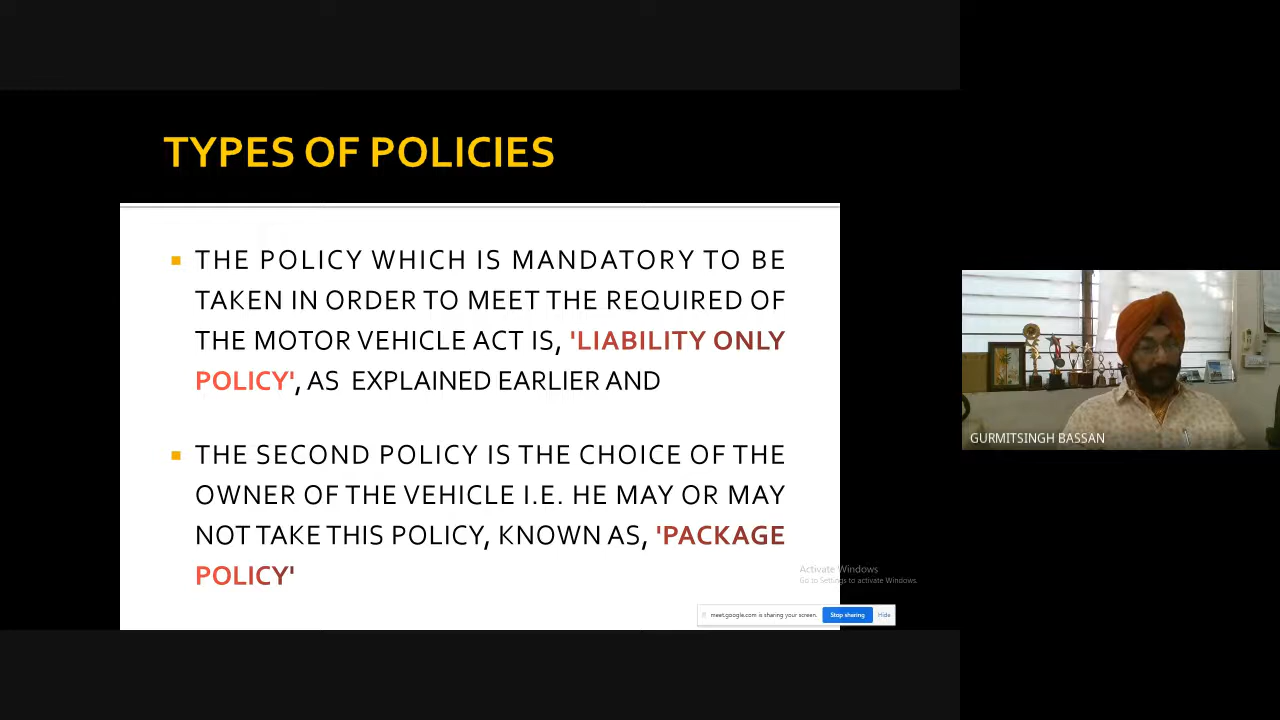 TYPES OF POLICIES
THE POLICY WHICH IS MANDATORY TO BE
TAKEN IN ORDER TO MEET THE REQUIRED OF
THE MOTOR VEHICLE ACT IS, 'LIABILITY ONLY
POLICY', AS EXPLAINED EARLIER AND
THE SECOND POLICY IS THE CHOICE OF THE
OWNER OF THE VEHICLE I.E. HE MAY OR MAY
NOT TAKE THIS POLICY, KNOWN AS, 'PACKAGE
POLICY'
Activate Windows
Go to Settings to activate Windows.
meet.google.com is sharing your screen.
Stop sharing
Hide
GURMITSINGH BASSAN